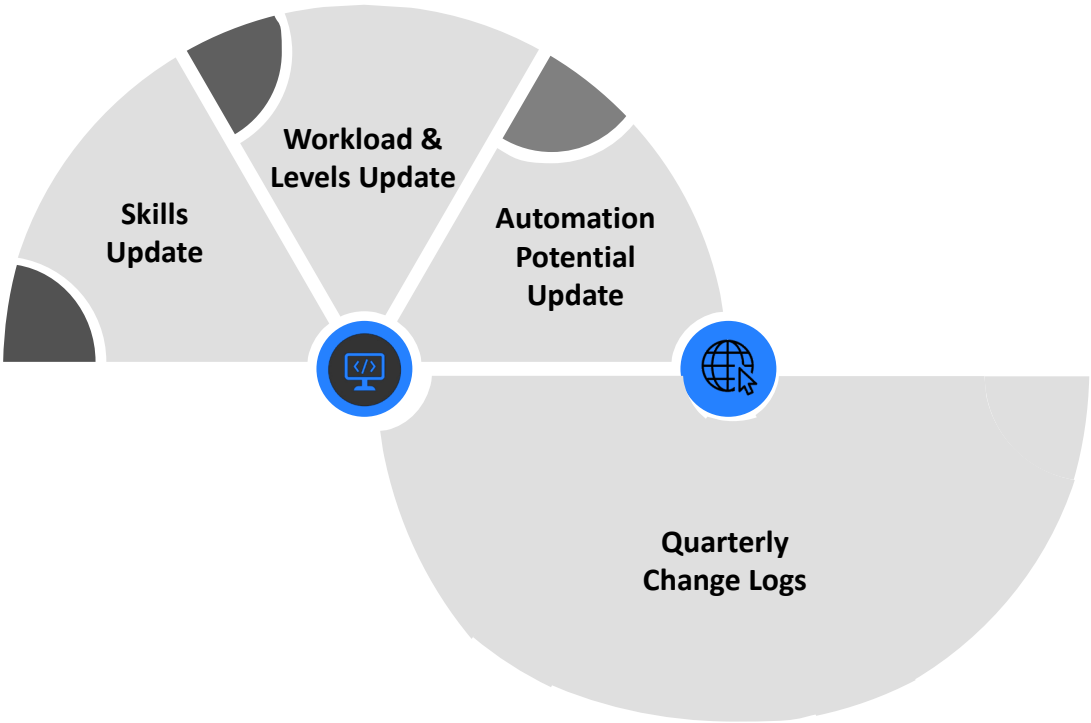 Skills
Update
Workload &
Levels Update
Automation
Potential
Update
</>
Quarterly
Change Logs